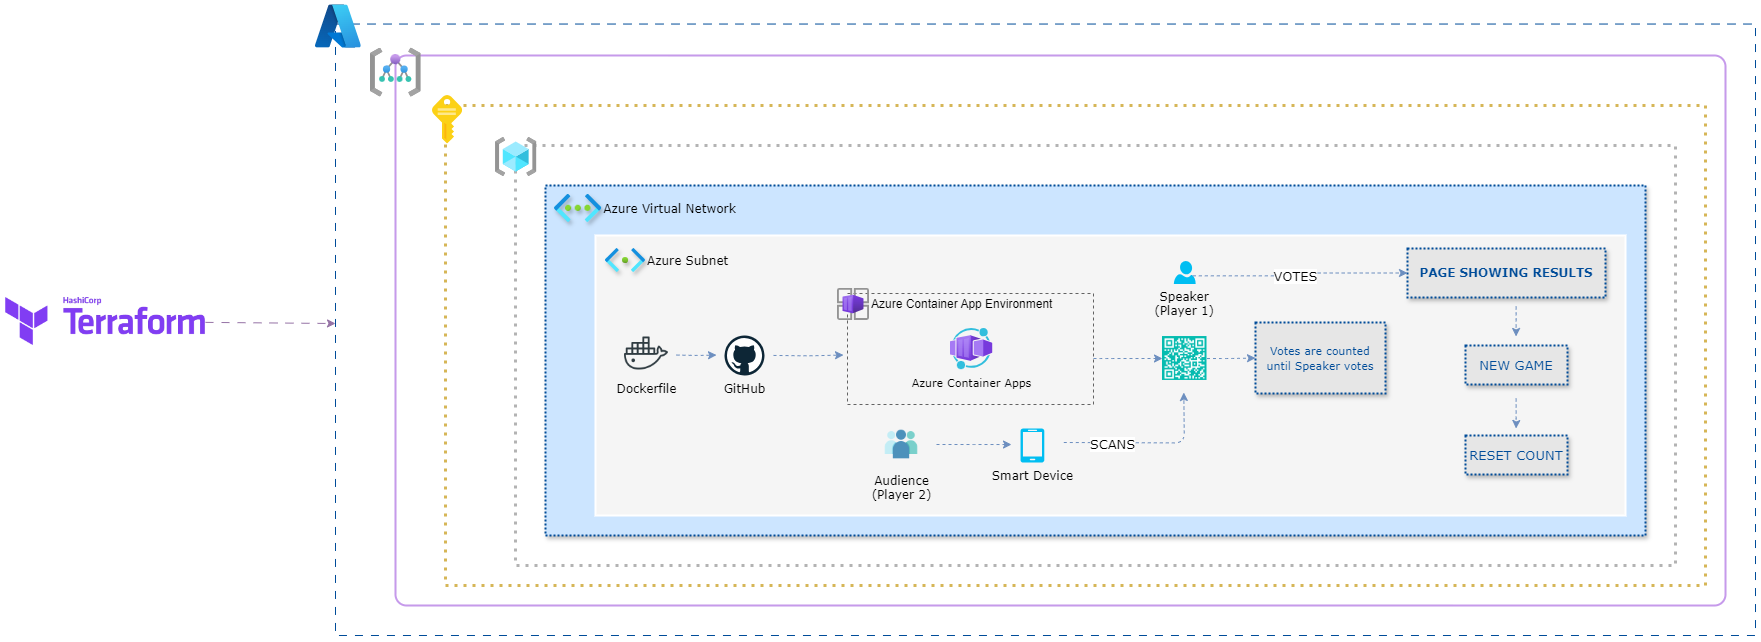 HashiCorp
Terraform
Azure Virtual Network
Azure Subnet
Dockerfile
GitHub
Azure Container App Environment
Azure Container Apps
Audience
(Player 2)
Smart Device
SCANS
Speaker
(Player 1)
VOTES
Votes are counted
until Speaker votes
PAGE SHOWING RESULTS
NEW GAME
RESET COUNT